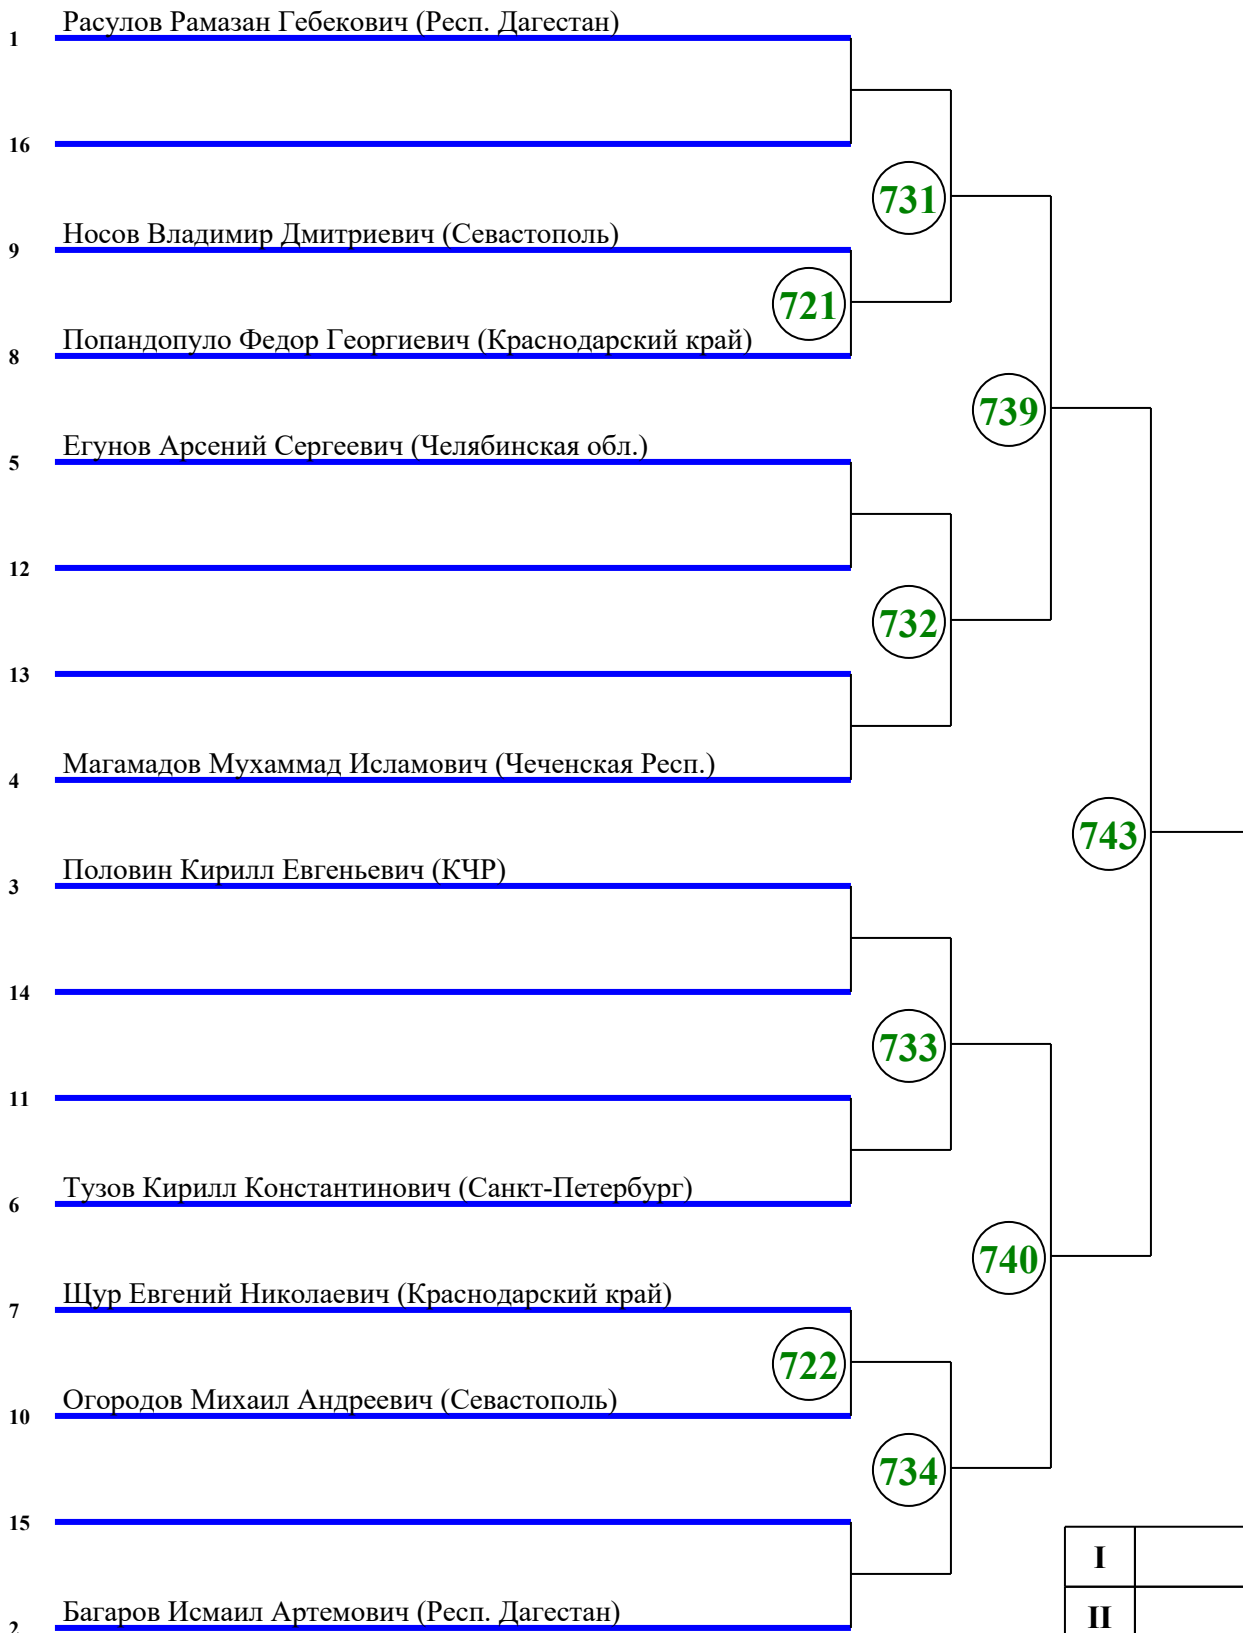 Расулов Рамазан Гебекович (Респ. Дагестан)
1
16
731
Носов Владимир Дмитриевич (Севастополь)
9
721
Попандопуло Федор Георгиевич (Краснодарский край)
8
739
Егунов Арсений Сергеевич (Челябинская обл.)
5
12
732
13
Магамадов Мухаммад Исламович (Чеченская Респ.)
4
743
Половин Кирилл Евгеньевич (КЧР)
3
14
733
11
Тузов Кирилл Константинович (Санкт-Петербург)
6
740
Щур Евгений Николаевич (Краснодарский край)
7
722
Огородов Михаил Андреевич (Севастополь)
10
734
15
I
Багаров Исмаил Артемович (Респ. Дагестан)
2
II